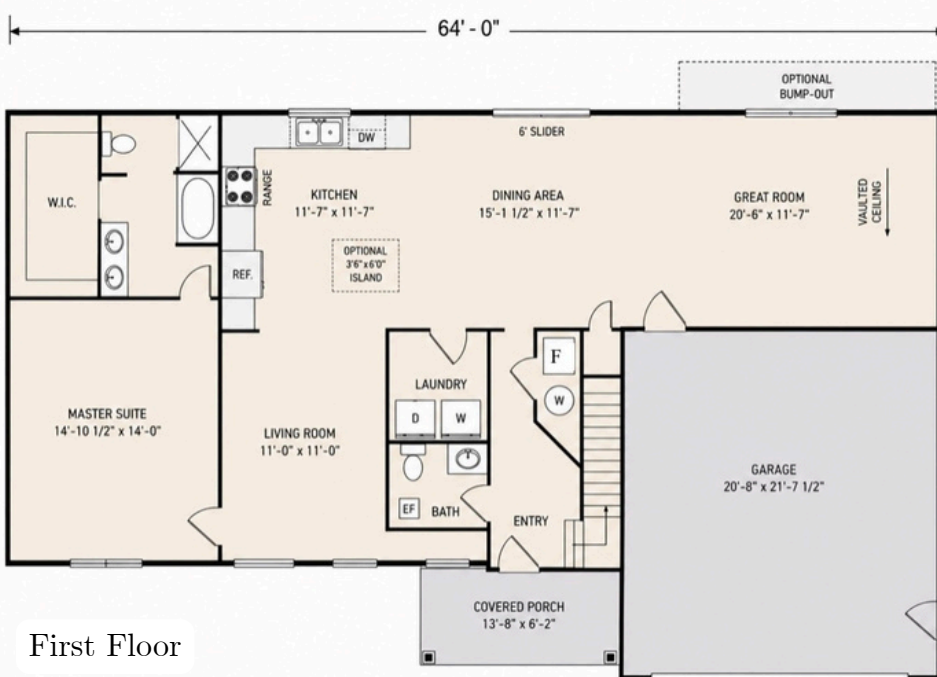 64' - 0"
OPTIONAL
BUMP-OUT
6' SLIDER
DW
RANGE
W.I.C.
KITCHEN
11'-7" x 11'-7"
DINING AREA
15'-1 1/2" x 11'-7"
GREAT ROOM
20'-6" x 11'-7"
VAULTED
CEILING
OPTIONAL
3'6"x6'0"
ISLAND
REF.
F
W
LAUNDRY
D
W
MASTER SUITE
14'-10 1/2" x 14'-0"
LIVING ROOM
11'-0" x 11'-0"
GARAGE
20'-8" x 21'-7 1/2"
EF
BATH
ENTRY
COVERED PORCH
13'-8" x 6'-2"
First Floor